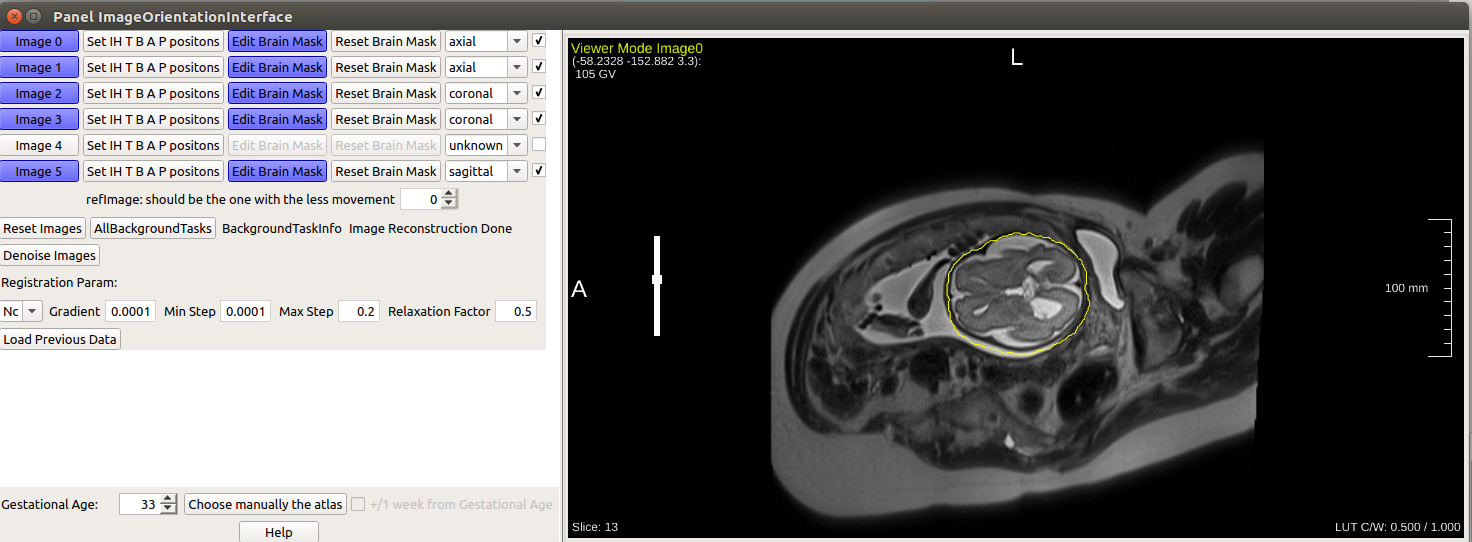 Panel ImageOrientationInterface
Image 0 Set IH T B A P positons Edit Brain Mask Reset Brain Mask axial
Image 1 Set IH T B A P positons Edit Brain Mask Reset Brain Mask axial
Image 2 Set IH T B A P positons Edit Brain Mask Reset Brain Mask coronal
Image 3 Set IH T B A P positons Edit Brain Mask Reset Brain Mask coronal
Image 4 Set IH T B A P positons Edit Brain Mask Reset Brain Mask unknown
Image 5 Set IH T B A P positons Edit Brain Mask Reset Brain Mask sagittal
refImage: should be the one with the less movement 0
Reset Images AllBackgroundTasks BackgroundTaskInfo Image Reconstruction Done
Denoise Images
Registration Param:
Nc Gradient 0.0001 Min Step 0.0001 Max Step 0.2 Relaxation Factor 0.5
Load Previous Data
Gestational Age: 33 Choose manually the atlas +/1 week from Gestational Age
Help
Viewer Mode Image0
(-58.2328 -152.882 3.3):
105 GV
L
A
100 mm
Slice: 13
LUT C/W: 0.500 / 1.000